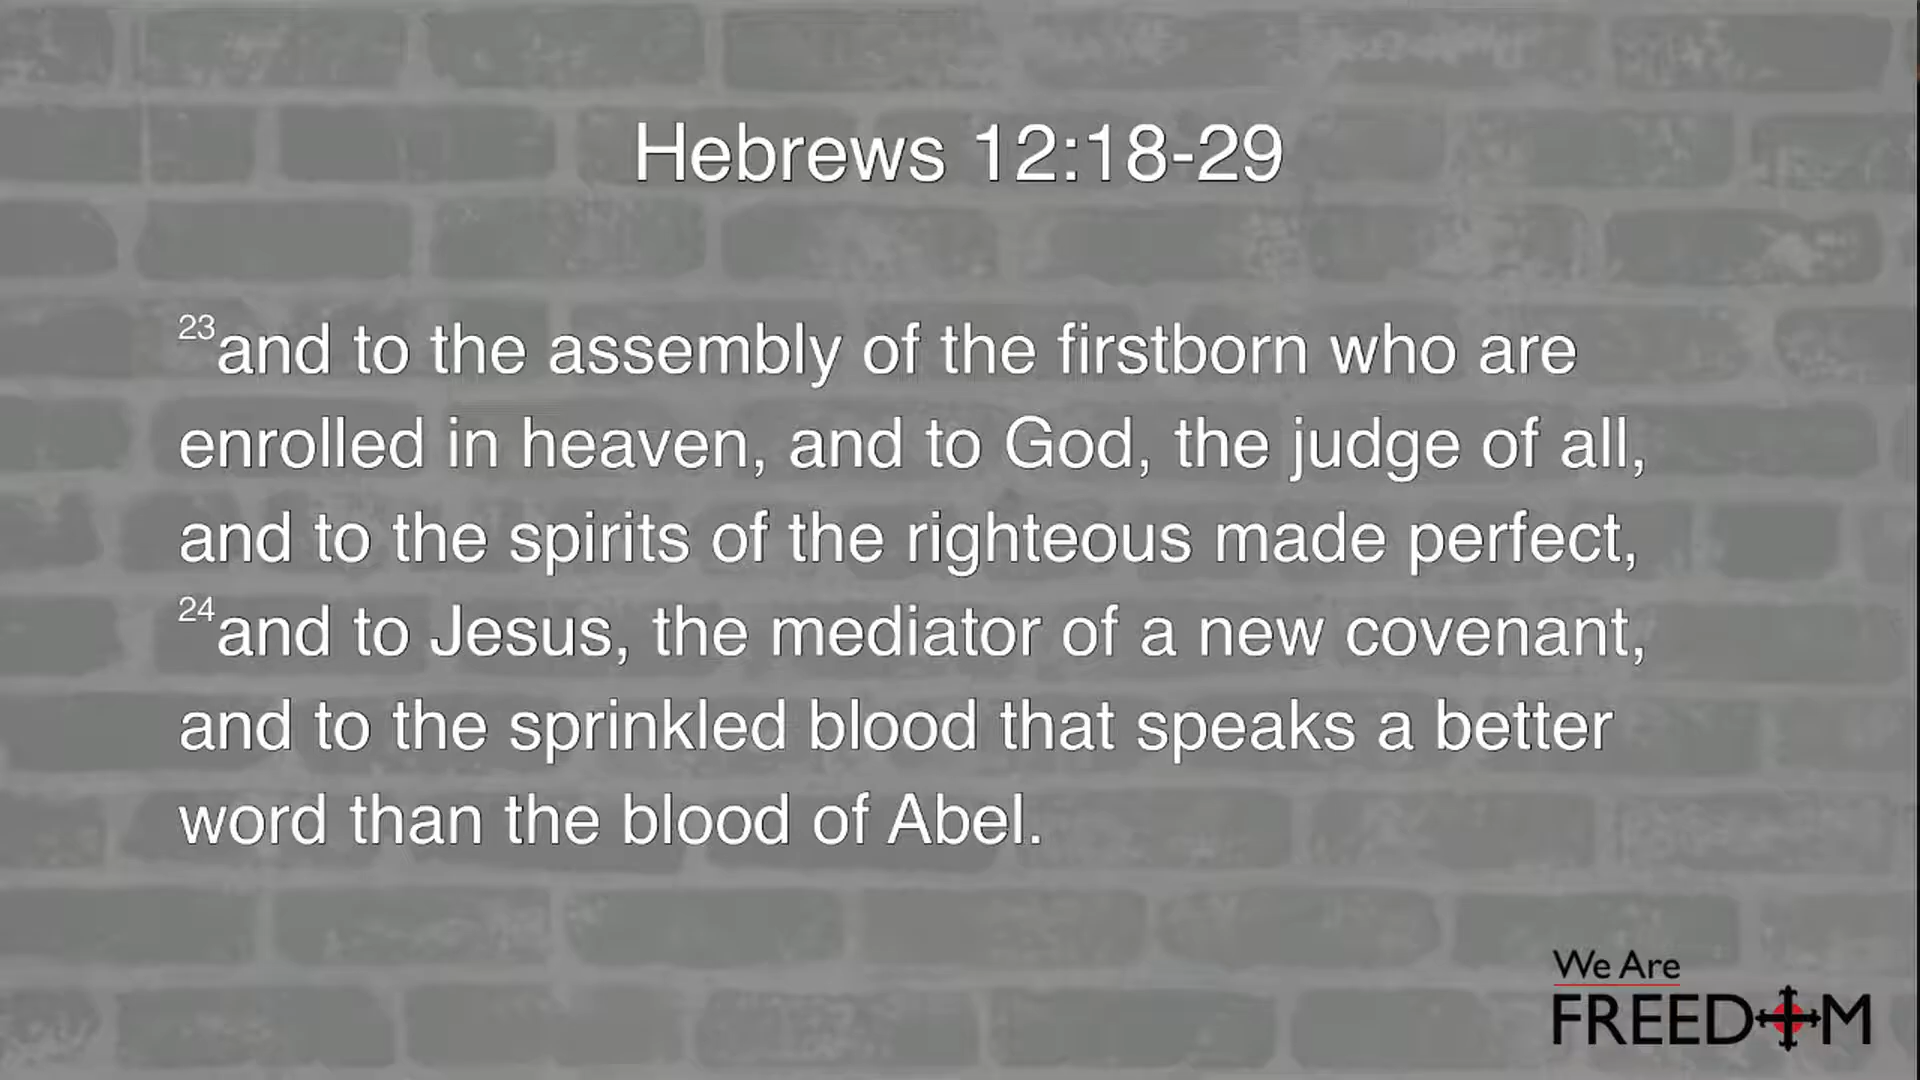 Hebrews 12:18-29
23and to the assembly of the firstborn who are
enrolled in heaven, and to God, the judge of all,
and to the spirits of the righteous made perfect,
24and to Jesus, the mediator of a new covenant,
and to the sprinkled blood that speaks a better
word than the blood of Abel.
We Are
FREEDOM